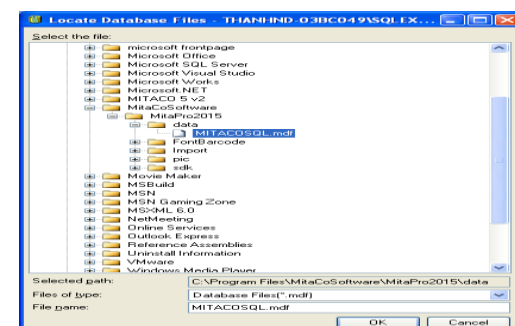 Locate Database Files - THANHND-03BC049\SQLEX...
Select the file:
microsoft frontpage
Microsoft Office
Microsoft SQL Server
Microsoft Visual Studio
Microsoft Works
Microsoft.NET
MITACO 5 v2
MitaCoSoftware
MitaPro2015
data
MITACOSQL.mdf
FontBarcode
Import
pic
sdk
Movie Maker
MSBuild
MSN
MSN Gaming Zone
MSXML 6.0
NetMeeting
Online Services
Outlook Express
Reference Assemblies
Uninstall Information
VMware
Windows Media Player
Selected path: C:\Program Files\MitaCoSoftware\MitaPro2015\data
Files of type: Database Files(*.mdf)
File name: MITACOSQL.mdf
OK Cancel